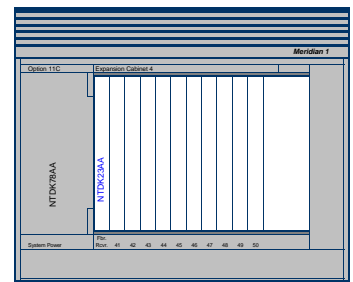 Meridian 1
Option 11C
Expansion Cabinet 4
NTDK78AA
NTDK23AA
System Power
Fbr.
Rcvr. 41 42 43 44 45 46 47 48 49 50